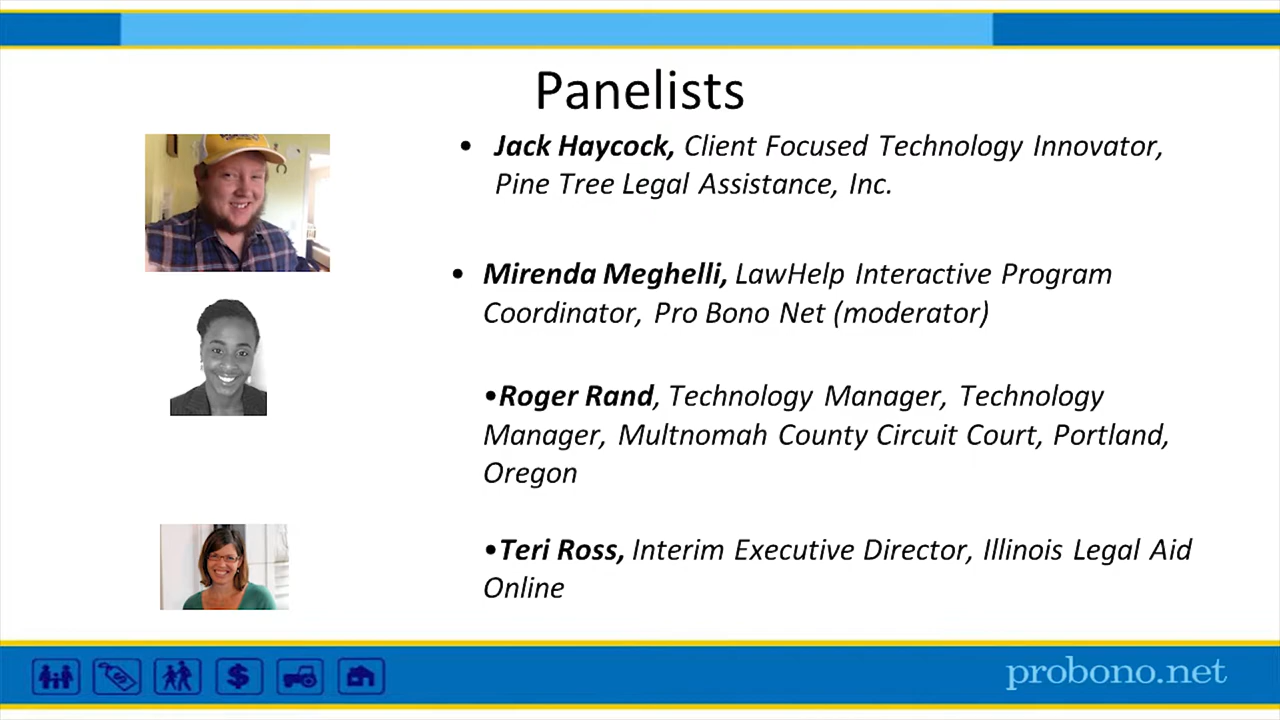 Panelists
• Jack Haycock, Client Focused Technology Innovator,
Pine Tree Legal Assistance, Inc.
• Mirenda Meghelli, LawHelp Interactive Program
Coordinator, Pro Bono Net (moderator)
•Roger Rand, Technology Manager, Technology
Manager, Multnomah County Circuit Court, Portland,
Oregon
•Teri Ross, Interim Executive Director, Illinois Legal Aid
Online
probono.net